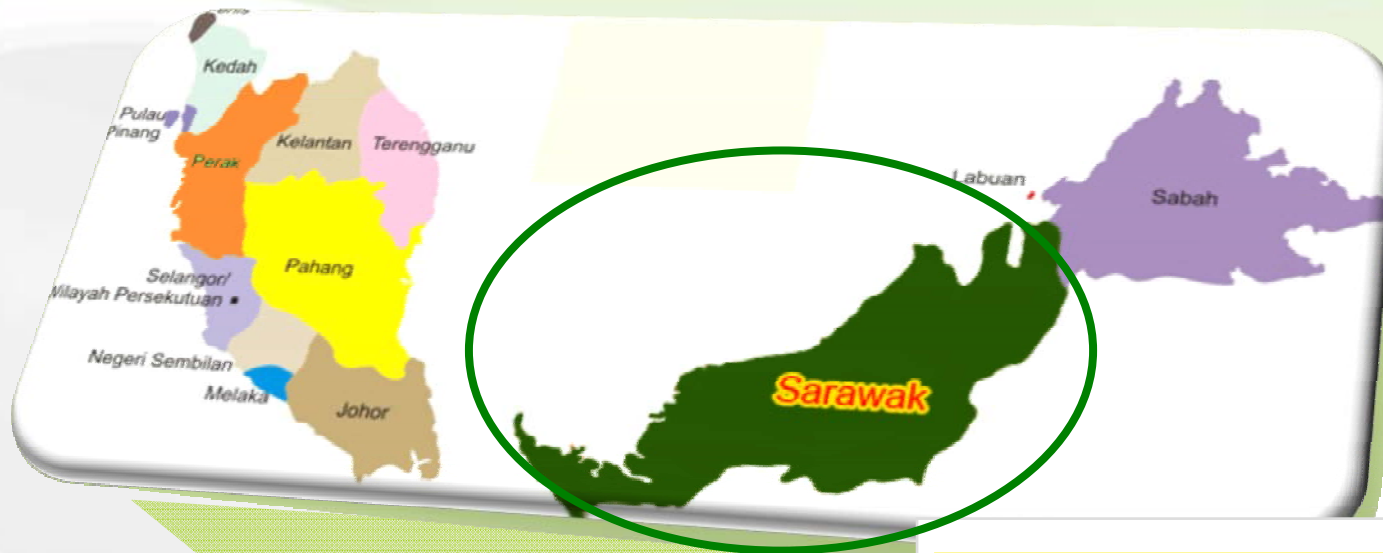 Kedah
Pulau
Pinang
Perak
Kelantan
Terengganu
Pahang
Selangor/
Wilayah Persekutuan
Negeri Sembilan
Melaka
Johor
Labuan
Sabah
Sarawak